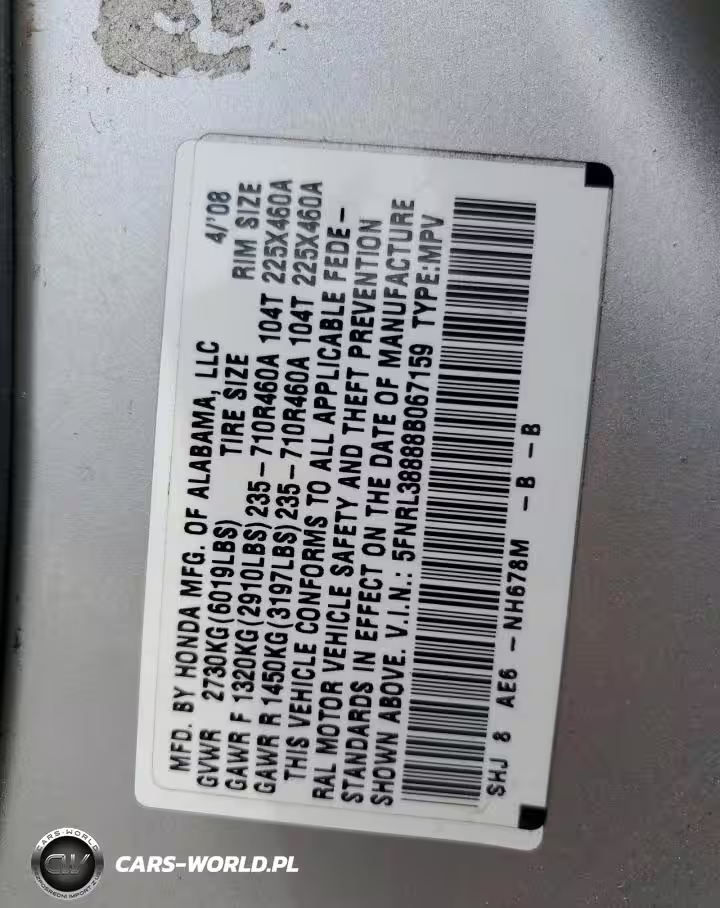 MFD. BY HONDA MFG. OF ALABAMA, LLC 4/'08
GVWR 2730KG(6019LBS) TIRE SIZE RIM SIZE
GAWR F 1320KG(2910LBS)235-710R460A 104T 225X460A
GAWR R 1450KG(3197LBS)235-710R460A 104T 225X460A
THIS VEHICLE CONFORMS TO ALL APPLICABLE FEDE-
RAL MOTOR VEHICLE SAFETY AND THEFT PREVENTION
STANDARDS IN EFFECT ON THE DATE OF MANUFACTURE
SHOWN ABOVE. V.I.N.: 5FNRL38888B067159 TYPE:MPV
SHJ 8 AE6 - NH678M - B - B
CARS-WORLD
CW
CARS-WORLD.PL